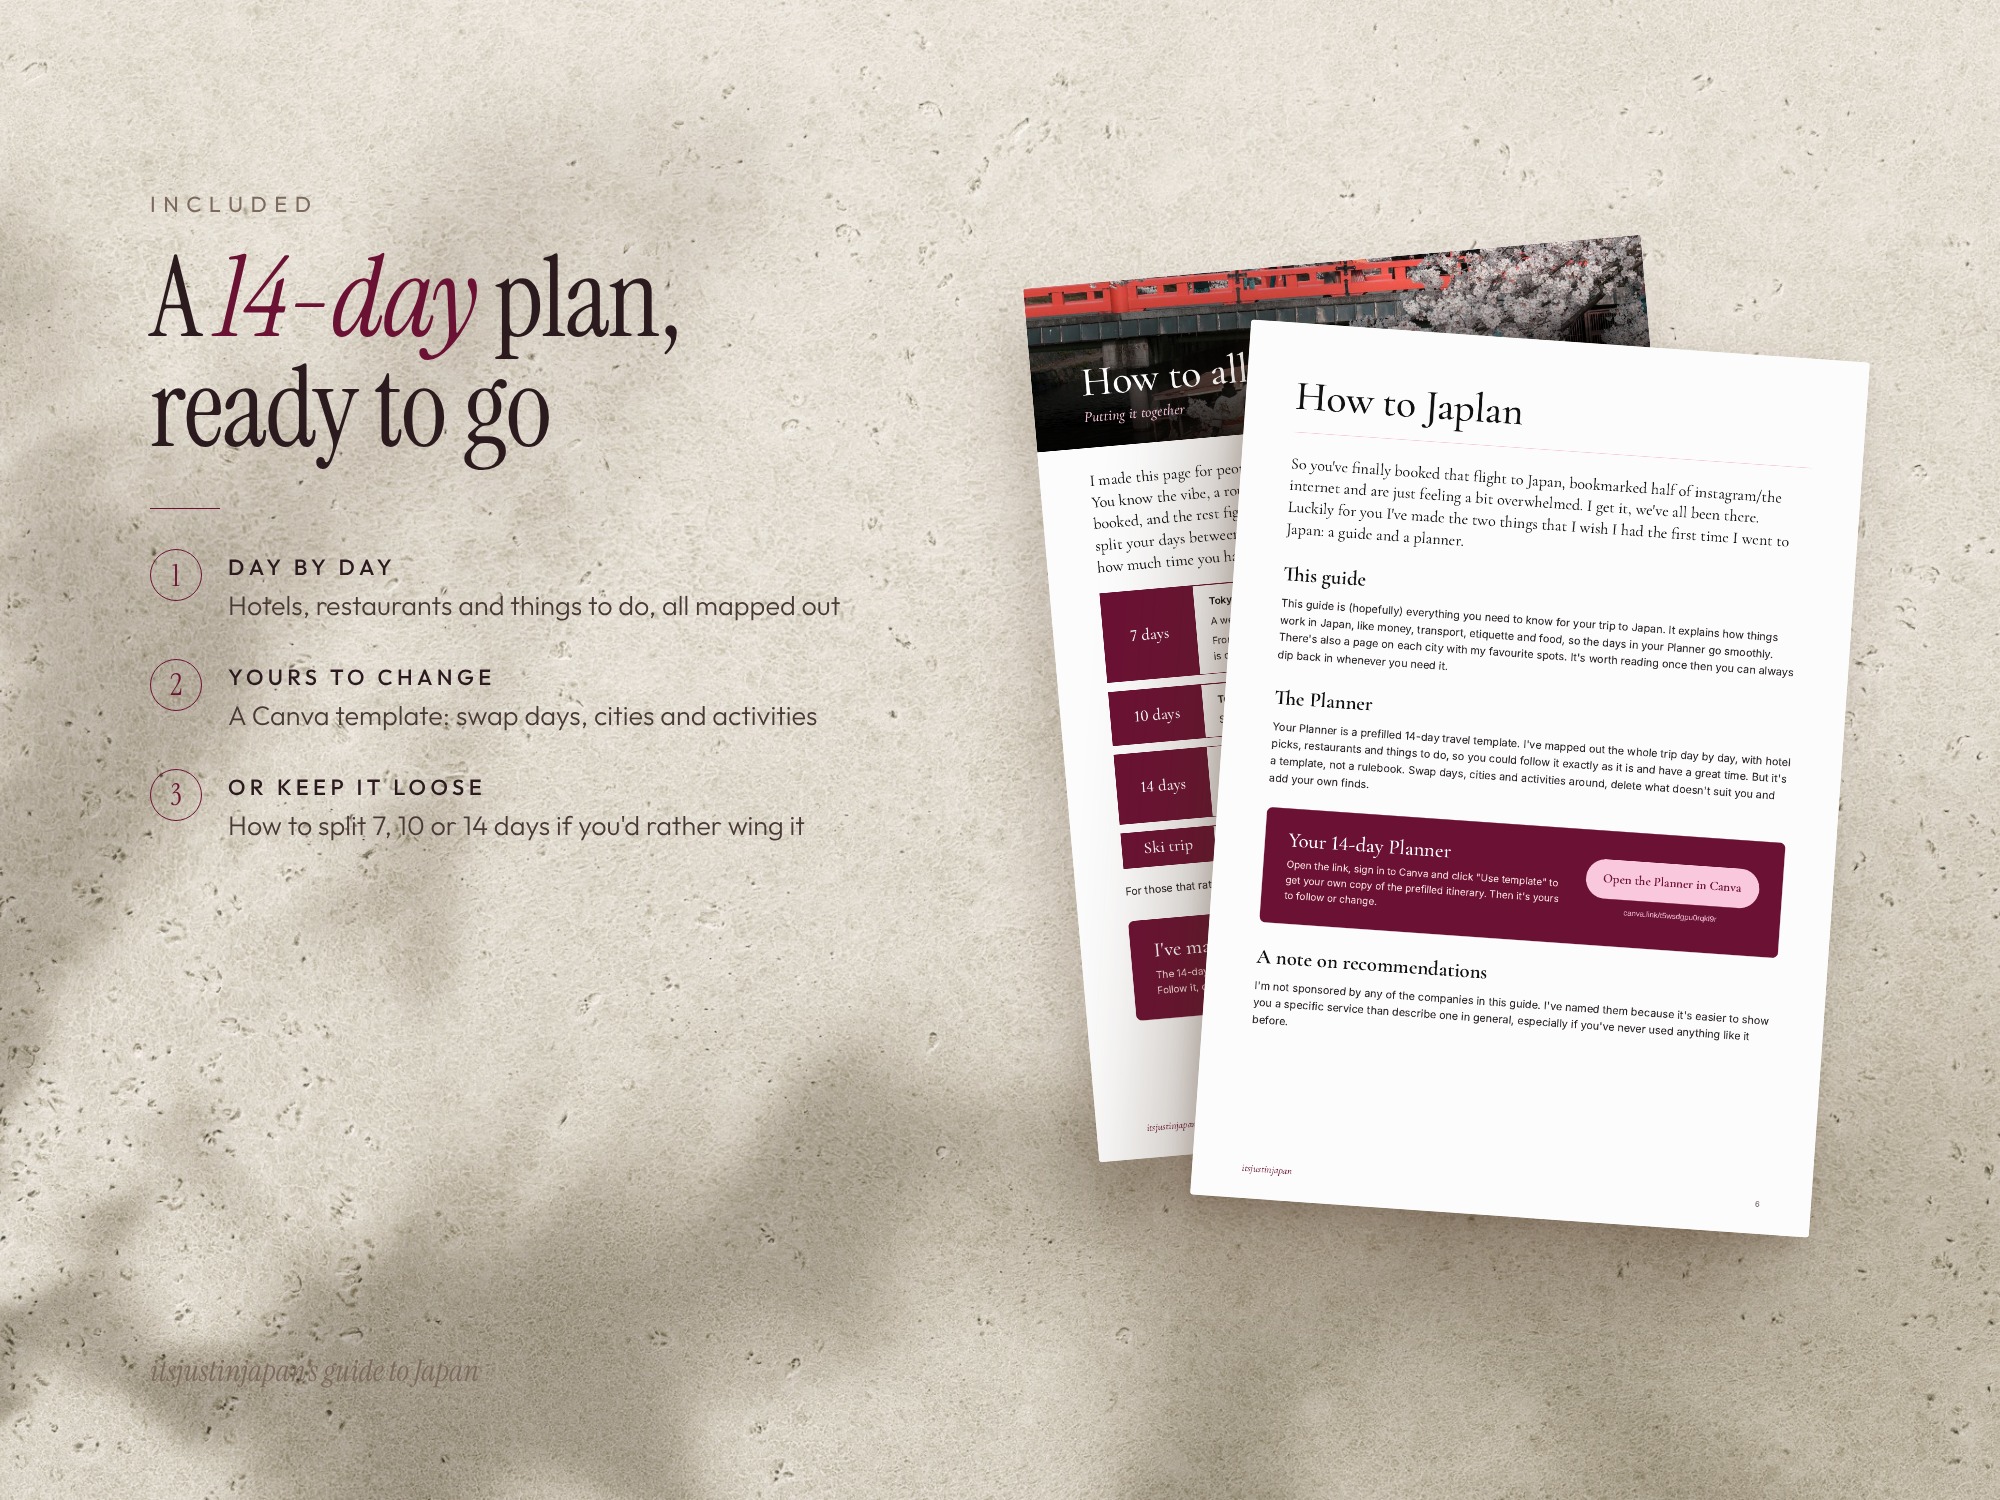 INCLUDED
A 14-day plan,
ready to go
1
DAY BY DAY
Hotels, restaurants and things to do, all mapped out
2
YOURS TO CHANGE
A Canva template: swap days, cities and activities
3
OR KEEP IT LOOSE
How to split 7, 10 or 14 days if you'd rather wing it
itsjustinjapan's guide to Japan
How to all
Putting it together
I made this page for
You know the vibe, a
booked, and the rest
split your days between
how much time you
7 days
Toky
A
is
10 days
14 days
Ski trip
For those that
I've
The 14-day
Follow it,
itsjustinjapan
How to Japlan
So you've finally booked that flight to Japan, bookmarked half of instagram/the
internet and are just feeling a bit overwhelmed. I get it, we've all been there.
Luckily for you I've made the two things that I wish I had the first time I went to
Japan: a guide and a planner.
This guide
This guide is (hopefully) everything you need to know for your trip to Japan. It explains how things
work in Japan, like money, transport, etiquette and food, so the days in your Planner go smoothly.
There's also a page on each city with my favourite spots. It's worth reading once then you can always
dip back in whenever you need it.
The Planner
Your Planner is a prefilled 14-day travel template. I've mapped out the whole trip day by day, with hotel
picks, restaurants and things to do, so you could follow it exactly as it is and have a great time. But it's
a template, not a rulebook. Swap days, cities and activities around, delete what doesn't suit you and
add your own finds.
Your 14-day Planner
Open the link, sign in to Canva and click "Use template" to
get your own copy of the prefilled itinerary. Then it's yours
to follow or change.
Open the Planner in Canva
A note on recommendations
I'm not sponsored by any of the companies in this guide. I've named them because it's easier to show
you a specific service than describe one in general, especially if you've never used anything like it
before.
itsjustinjapan
6